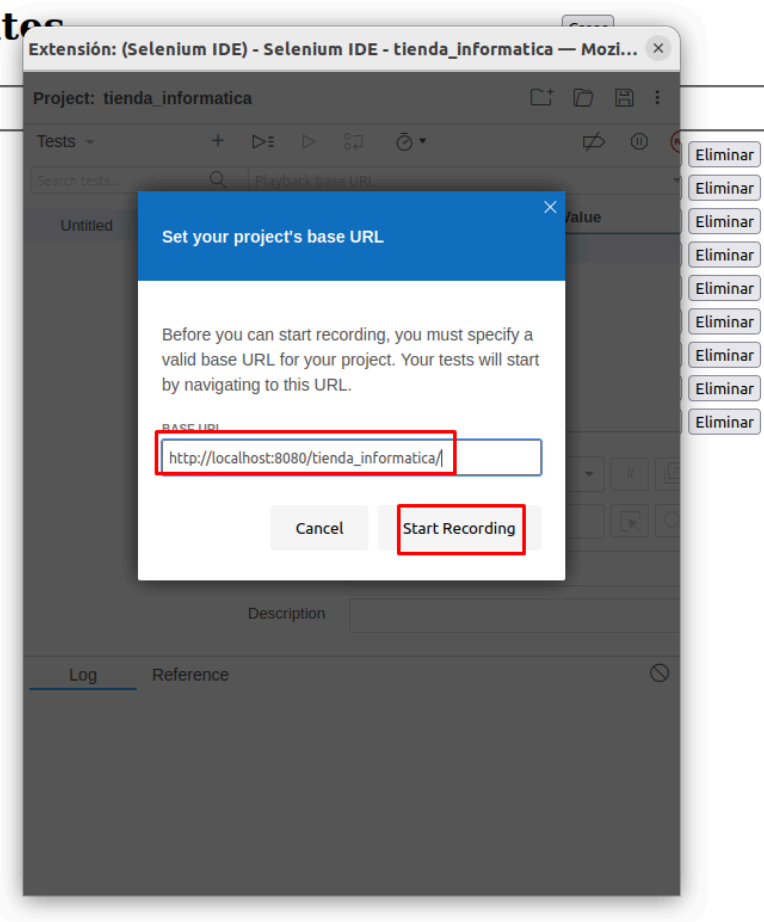 tos
Crear
Extensión: (Selenium IDE) - Selenium IDE - tienda_informatica — Mozi…
Project: tienda_informatica
Tests
Search tests...
Playback base URL
Untitled
Value
Set your project's base URL
Before you can start recording, you must specify a
valid base URL for your project. Your tests will start
by navigating to this URL.
BASE URL
http://localhost:8080/tienda_informatica/
Cancel
Start Recording
//
Description
Log
Reference
Eliminar
Eliminar
Eliminar
Eliminar
Eliminar
Eliminar
Eliminar
Eliminar
Eliminar